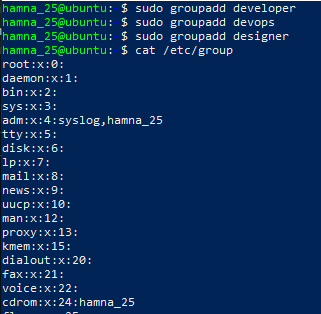 hamna_25@ubuntu:~$ sudo groupadd developer
hamna_25@ubuntu:~$ sudo groupadd devops
hamna_25@ubuntu:~$ sudo groupadd designer
hamna_25@ubuntu:~$ cat /etc/group
root:x:0:
daemon:x:1:
bin:x:2:
sys:x:3:
adm:x:4:syslog,hamna_25
tty:x:5:
disk:x:6:
lp:x:7:
mail:x:8:
news:x:9:
uucp:x:10:
man:x:12:
proxy:x:13:
kmem:x:15:
dialout:x:20:
fax:x:21:
voice:x:22:
cdrom:x:24:hamna_25